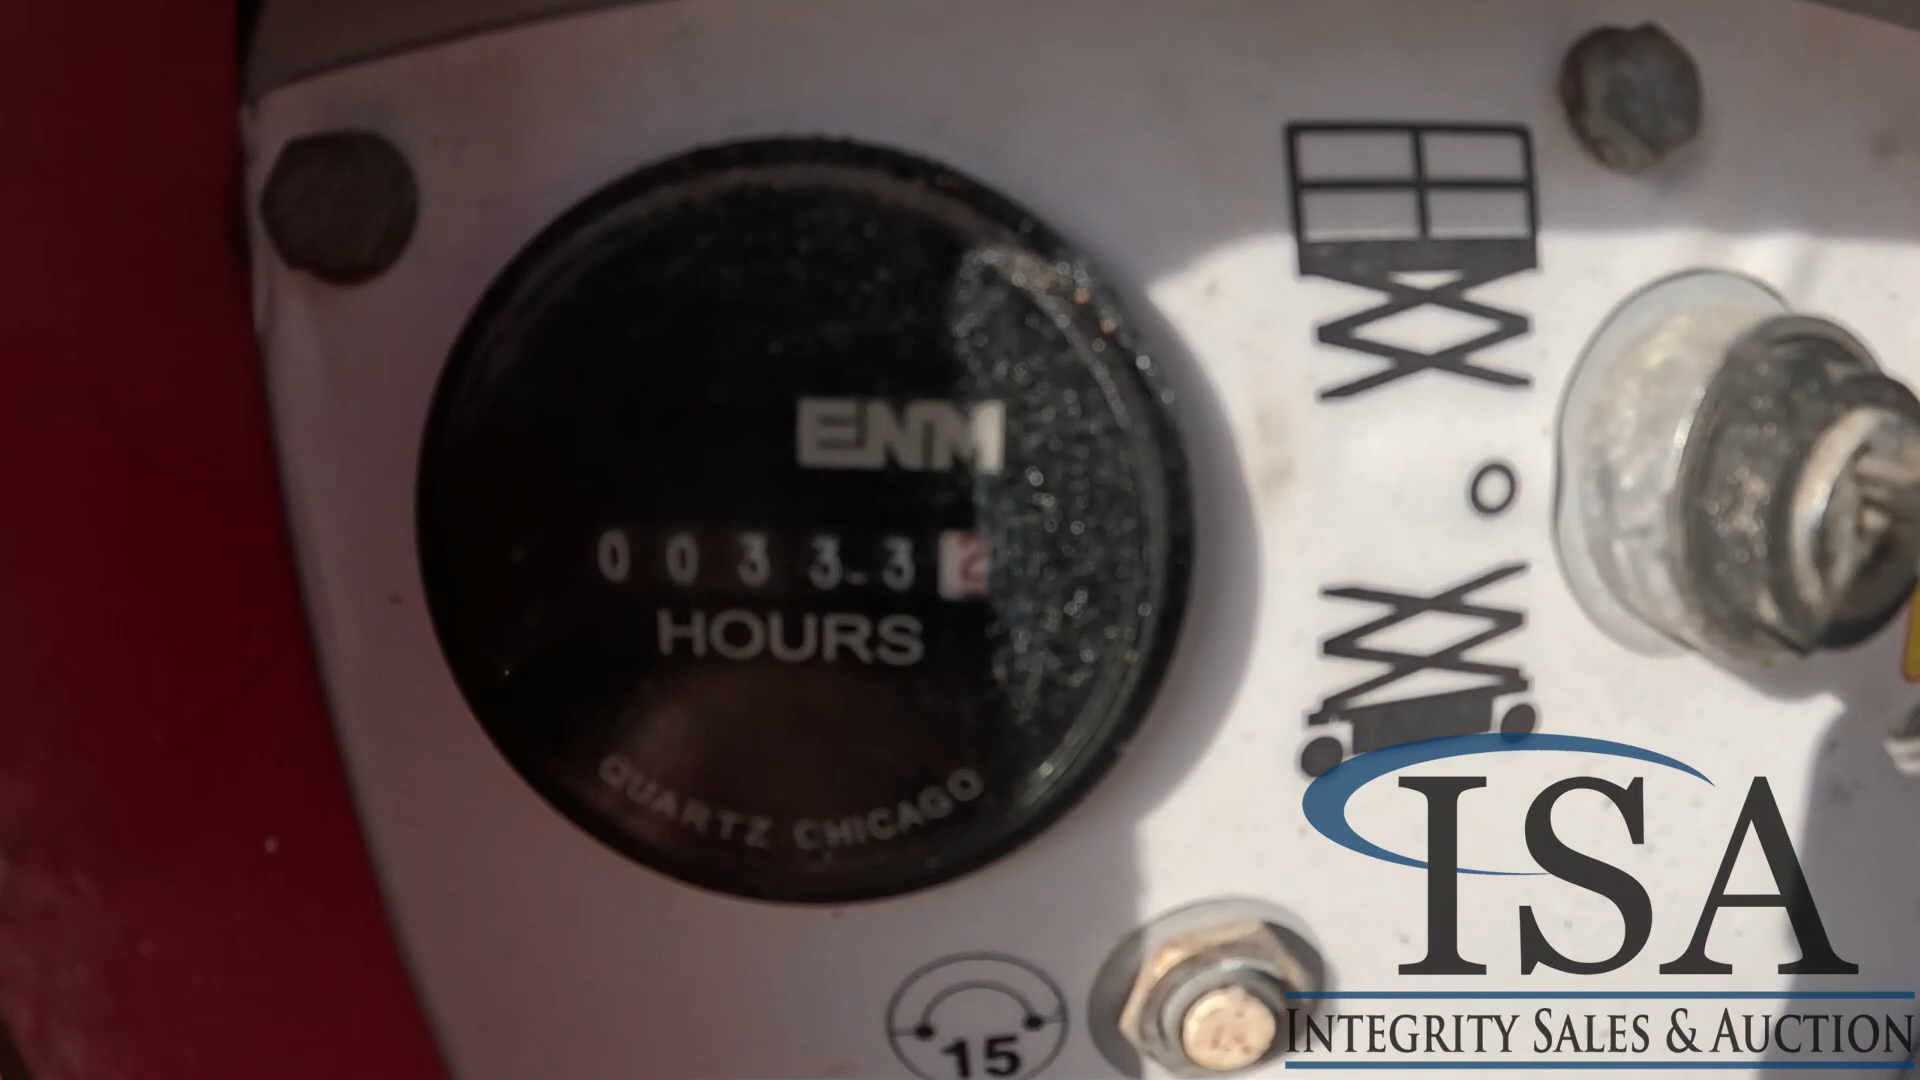 ENM
0 0 3 3 3 2
HOURS
QUARTZ CHICAGO
15
ISA
INTEGRITY SALES & AUCTION